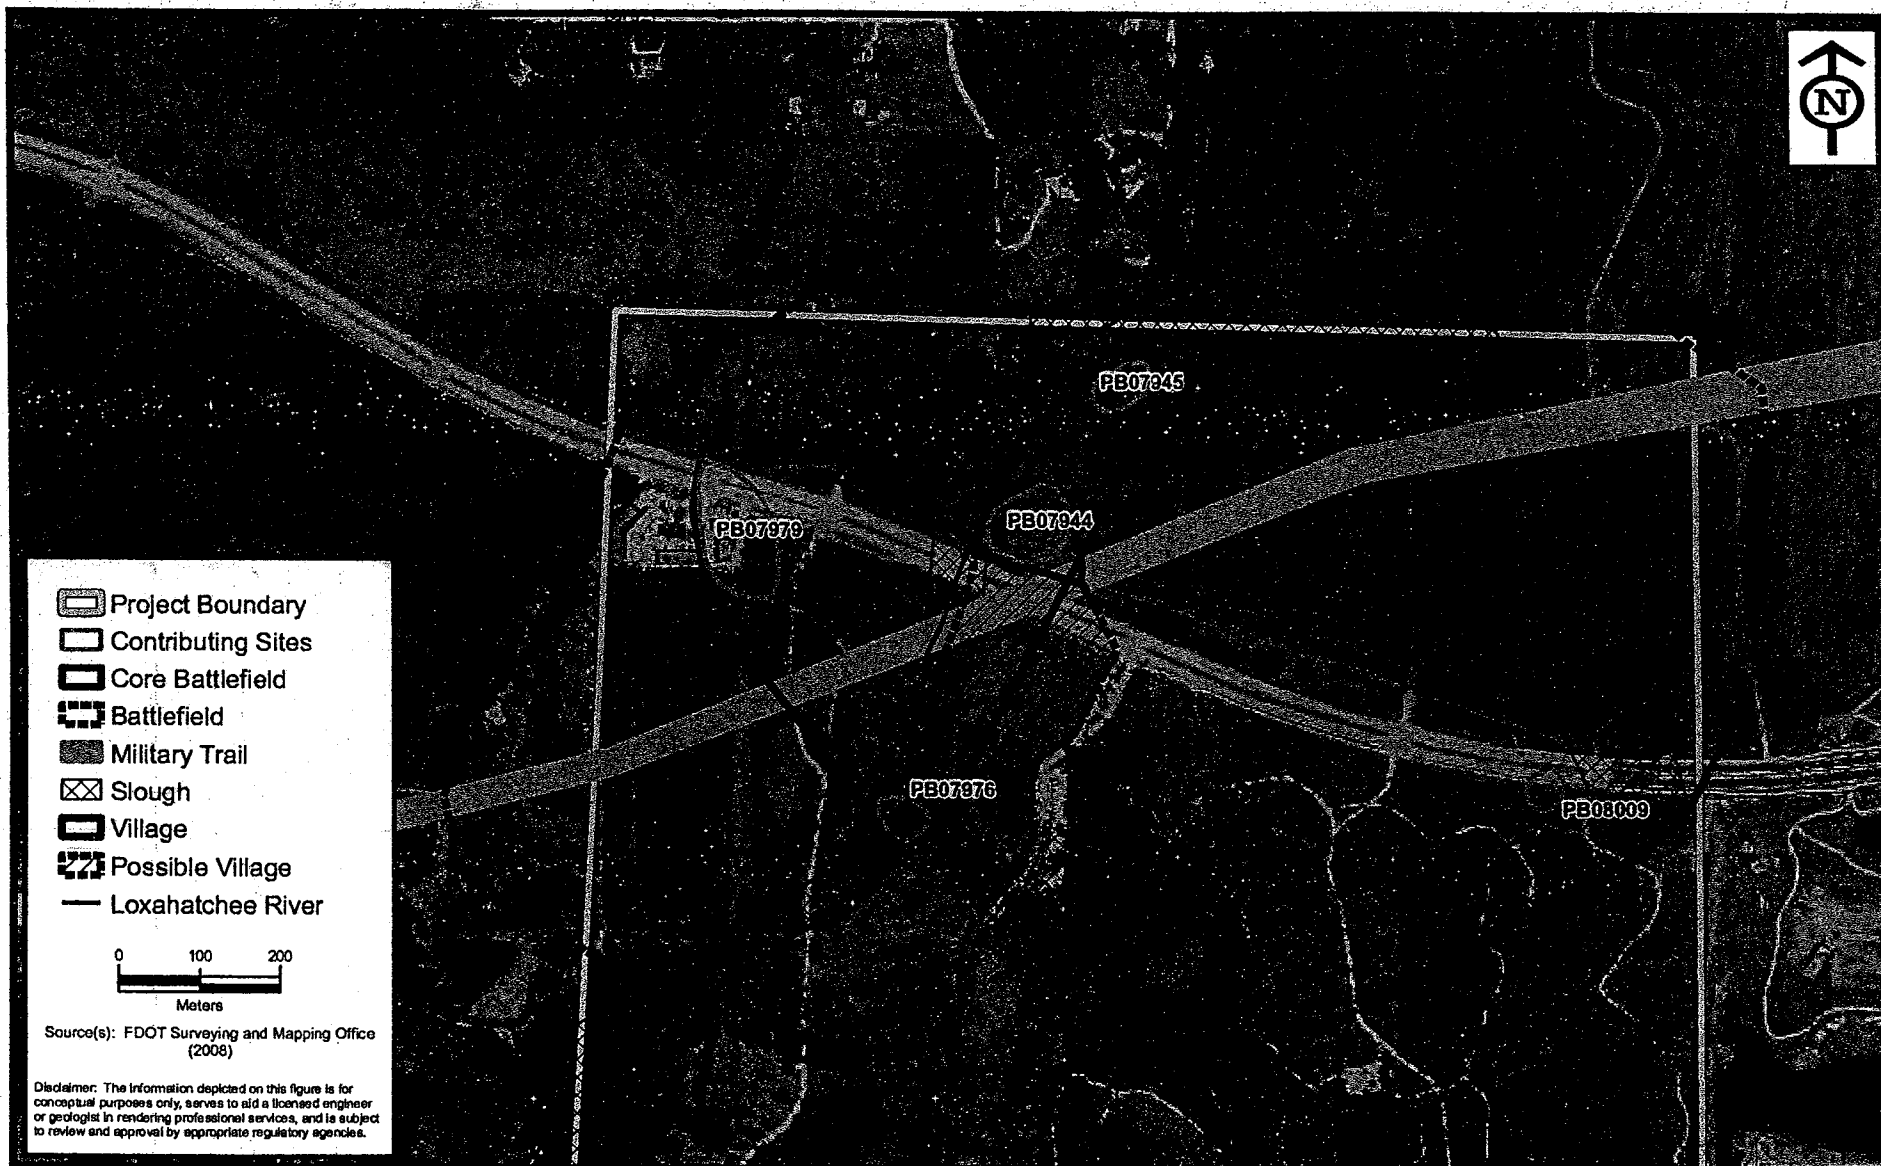 N
PB07945
PB07979
PB07944
PB07976
PB08009
Project Boundary
Contributing Sites
Core Battlefield
Battlefield
Military Trail
Slough
Village
Possible Village
Loxahatchee River
0 100 200
Meters
Source(s): FDOT Surveying and Mapping Office
(2008)
Disclaimer: The information depicted on this figure is for
conceptual purposes only, serves to aid a licensed engineer
or geologist in rendering professional services, and is subject
to review and approval by appropriate regulatory agencies.